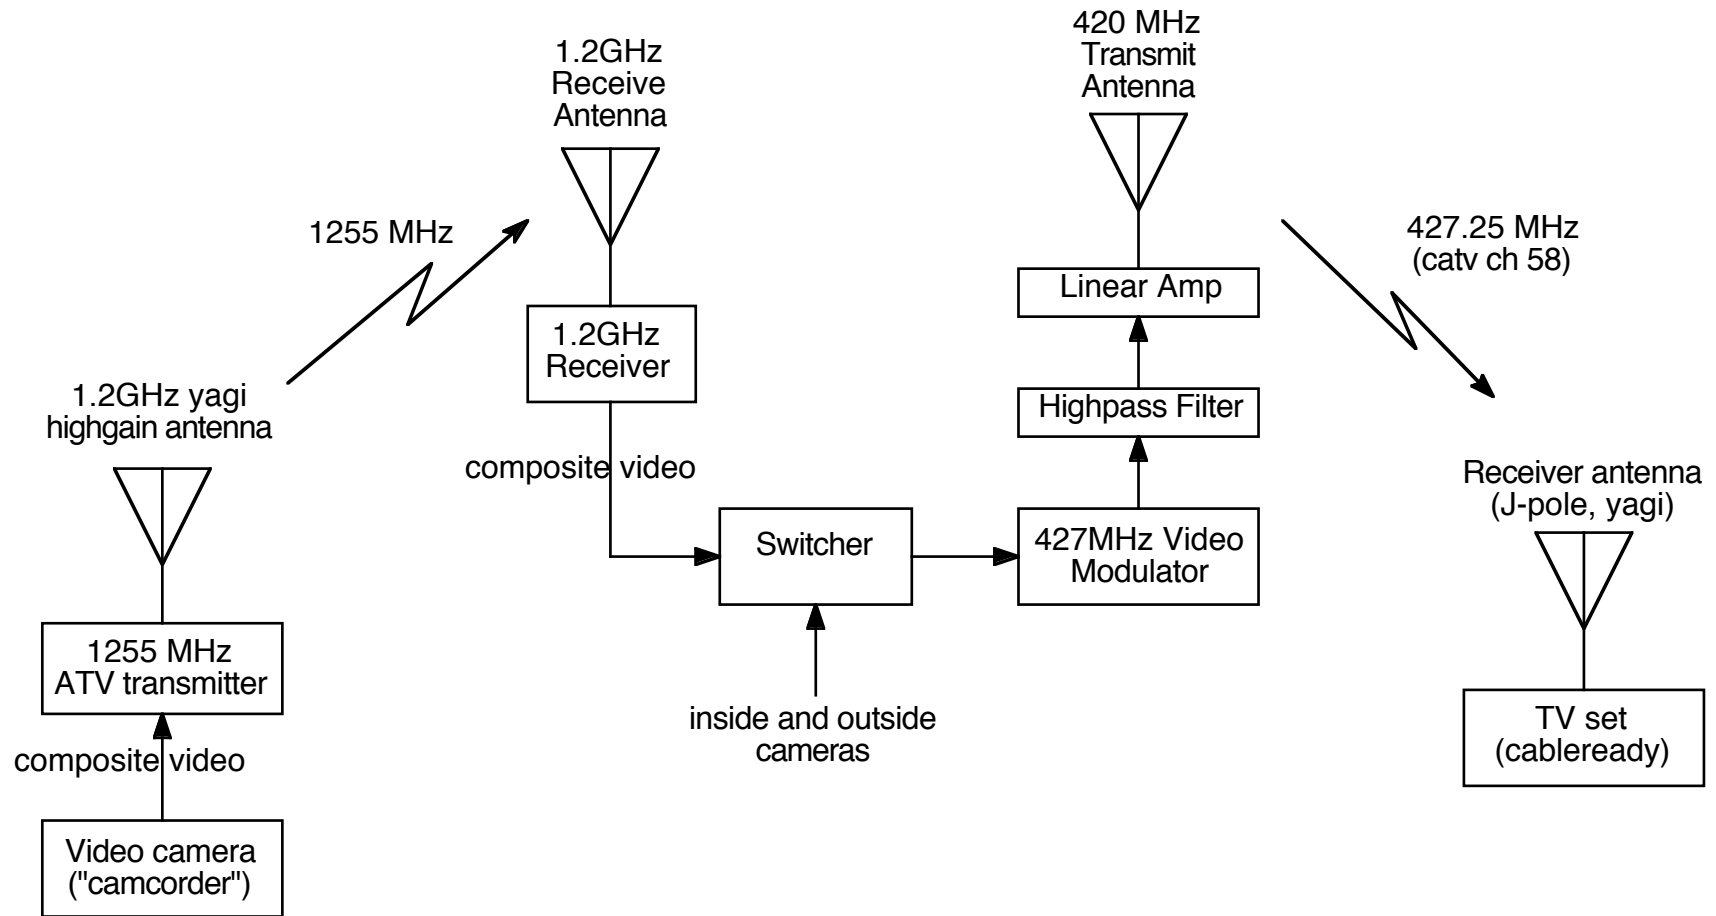 420 MHz
Transmit
Antenna
1.2GHz
Receive
Antenna
1255 MHz
427.25 MHz
(catv ch 58)
Linear Amp
1.2GHz
Receiver
1.2GHz yagi
highgain antenna
Highpass Filter
composite video
Receiver antenna
(J-pole, yagi)
Switcher
427MHz Video
Modulator
1255 MHz
ATV transmitter
inside and outside
cameras
TV set
(cableready)
composite video
Video camera
("camcorder")